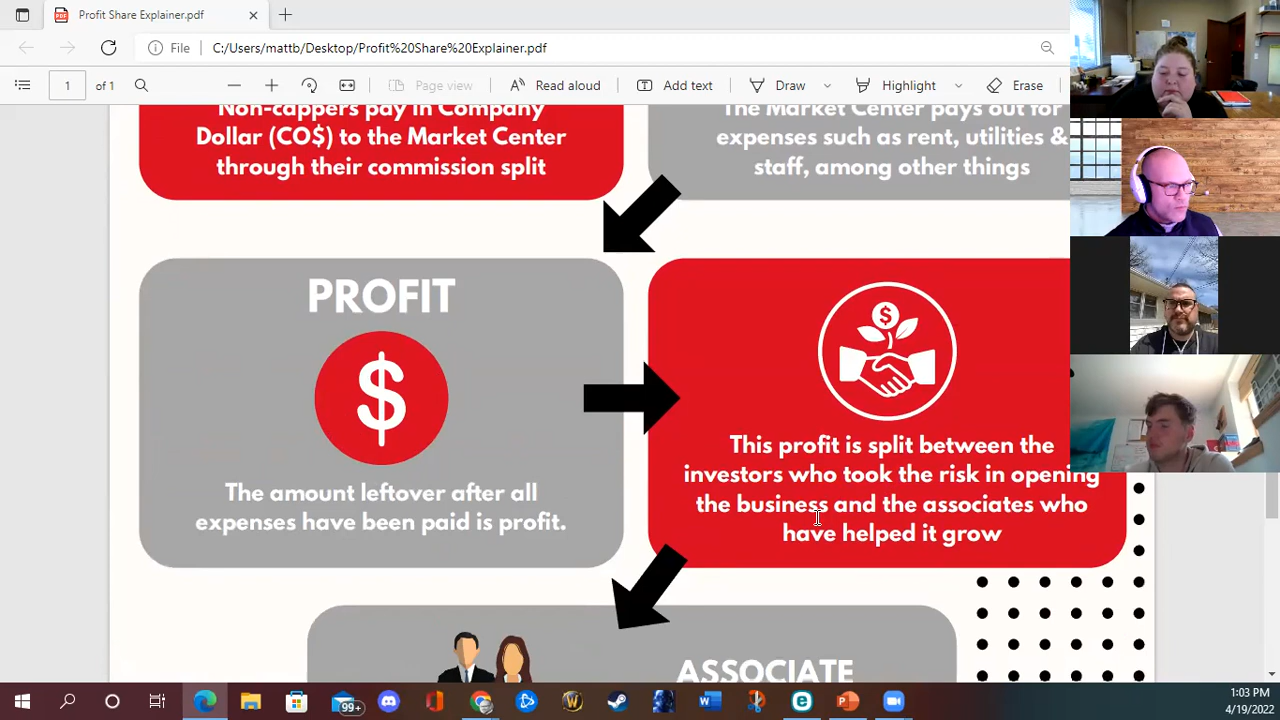 Profit Share Explainer.pdf
File
C:/Users/mattb/Desktop/Profit%20Share%20Explainer.pdf
1
of 1
Page view
Read aloud
Add text
Draw
Highlight
Erase
Non-cappers pay in Company
Dollar (CO$) to the Market Center
through their commission split
The Market Center pays out for
expenses such as rent, utilities &
staff, among other things
PROFIT
$
The amount leftover after all
expenses have been paid is profit.
$
This profit is split between the
investors who took the risk in opening
the business and the associates who
have helped it grow
ASSOCIATE
99+
1:03 PM
4/19/2022